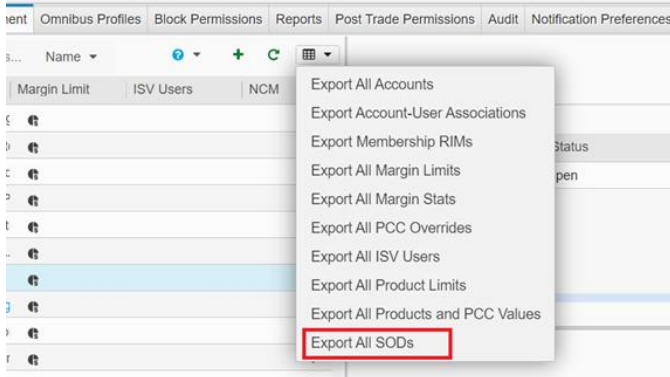 Omnibus Profiles Block Permissions Reports Post Trade Permissions Audit Notification Preferences
Name
Margin Limit ISV Users NCM
Export All Accounts
Export Account-User Associations
Export Membership RIMs
Status
Export All Margin Limits
Export All Margin Stats
Export All PCC Overrides
Export All ISV Users
Export All Product Limits
Export All Products and PCC Values
Export All SODs